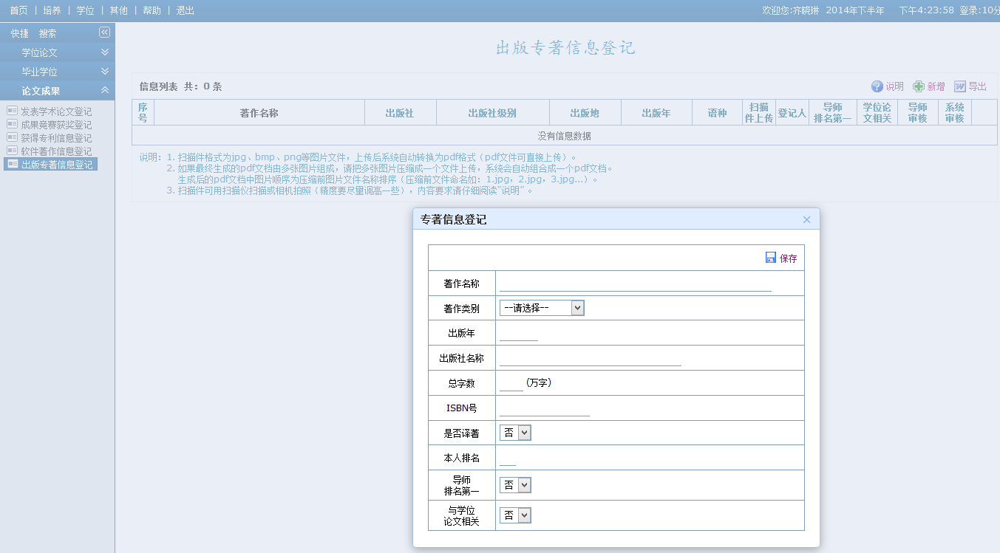 首页 | 培养 | 学位 | 其他 | 帮助 | 退出
欢迎您:齐晓琳 2014年下半年 下午4:23:58 登录:10分
快捷 搜索
学位论文
毕业学位
论文成果
发表学术论文登记
成果竞赛获奖登记
获得专利信息登记
软件著作信息登记
出版专著信息登记
出版专著信息登记
信息列表 共: 0 条
说明 新增 导出
序号 著作名称 出版社 出版社级别 出版地 出版年 语种 扫描件上传 登记人 导师排名第一 学位论文相关 导师审核 系统审核
没有信息数据
说明: 1. 扫描件格式为jpg、bmp、png等图片文件，上传后系统自动转换为pdf格式（pdf文件可直接上传）。
2. 如果最终生成的pdf文档由多张图片组成，请把多张图片压缩成一个文件上传，系统会自动组合成一个pdf文档。
生成后的pdf文档中图片顺序为压缩前图片文件名称排序（压缩前文件命名如: 1.jpg，2.jpg，3.jpg...）。
3. 扫描件可用扫描仪扫描或相机拍照（精度要尽量调高一些），内容要求请仔细阅读“说明”。
专著信息登记
保存
著作名称
著作类别 --请选择--
出版年
出版社名称
总字数 (万字)
ISBN号
是否译著 否
本人排名
导师
排名第一 否
与学位
论文相关 否